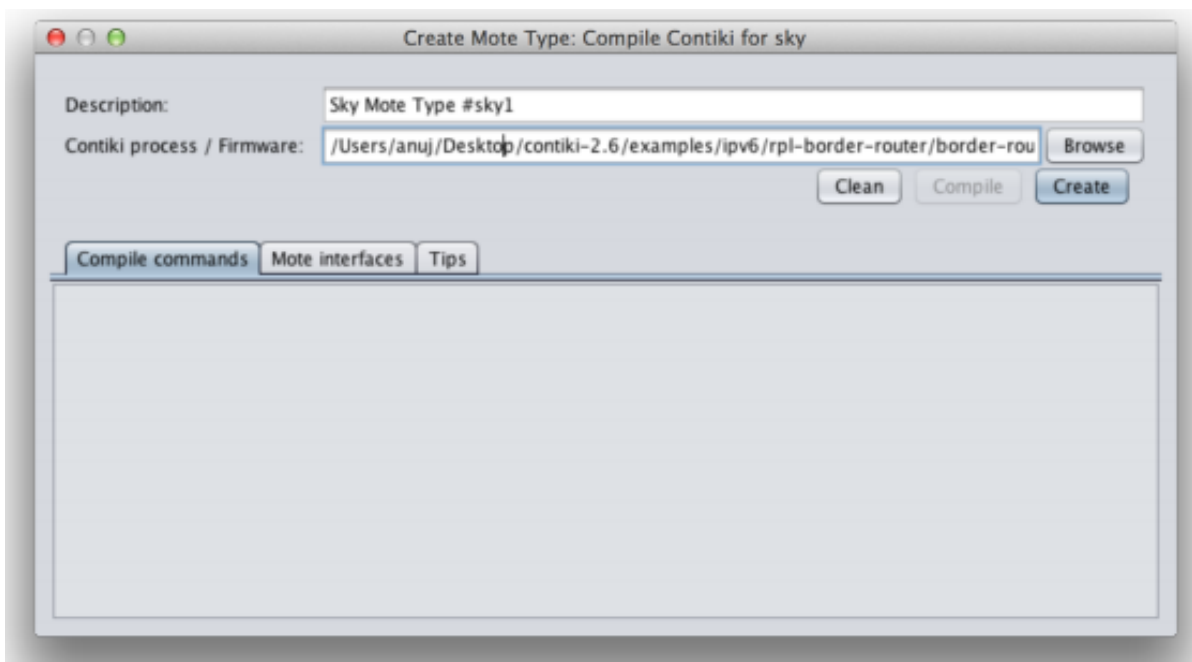 Create Mote Type: Compile Contiki for sky
Description: Sky Mote Type #sky1
Contiki process / Firmware: /Users/anuj/Desktop/contiki-2.6/examples/ipv6/rpl-border-router/border-rou Browse
Clean Compile Create
Compile commands Mote interfaces Tips